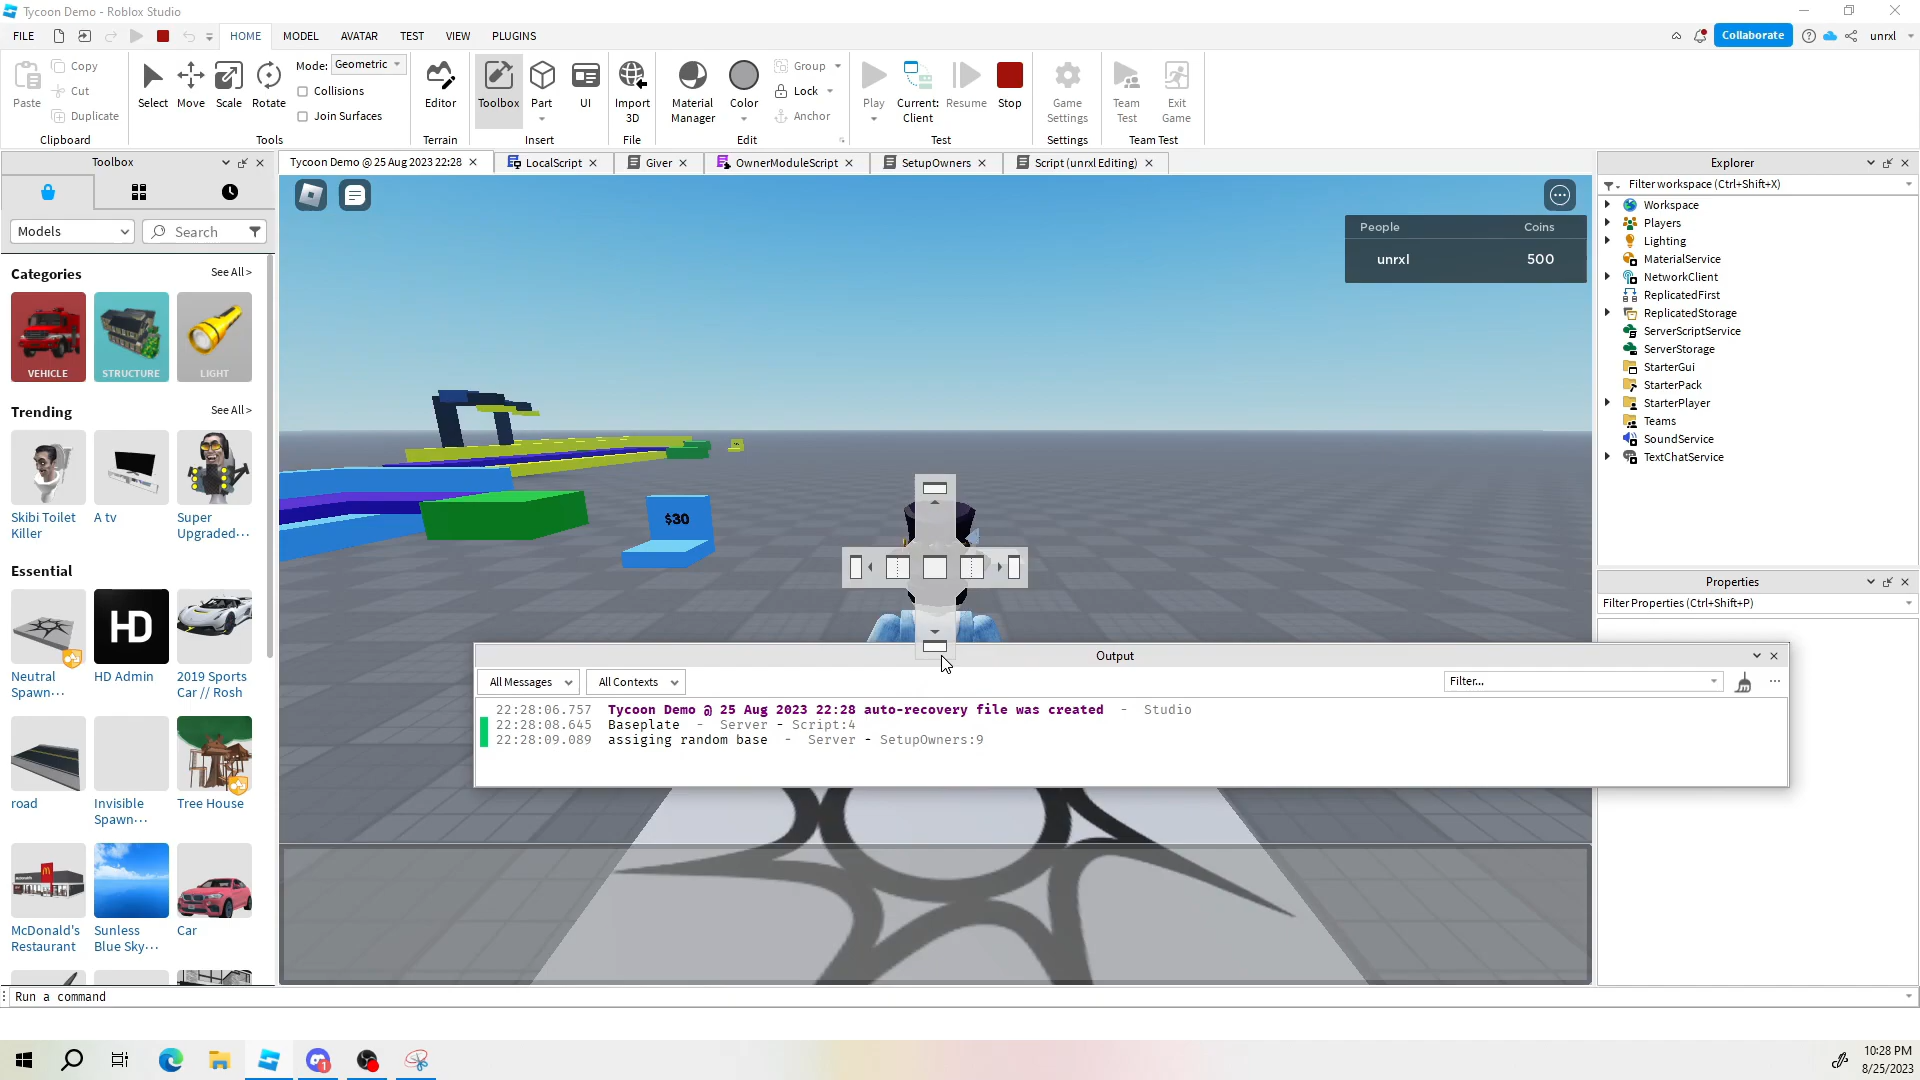 Tycoon Demo - Roblox Studio
FILE
HOME
MODEL
AVATAR
TEST
VIEW
PLUGINS
Collaborate
unrxl
Paste
Copy
Cut
Duplicate
Clipboard
Select
Move
Scale
Rotate
Mode:
Geometric
Collisions
Join Surfaces
Tools
Editor
Terrain
Toolbox
Part
UI
Insert
Import
3D
File
Material
Manager
Color
Group
Lock
Anchor
Edit
Play
Current:
Client
Resume
Stop
Test
Game
Settings
Settings
Team
Test
Exit
Game
Team Test
Toolbox
Tycoon Demo @ 25 Aug 2023 22:28
LocalScript
Giver
OwnerModuleScript
SetupOwners
Script (unrxl Editing)
Explorer
Filter workspace (Ctrl+Shift+X)
Workspace
Players
Lighting
MaterialService
NetworkClient
ReplicatedFirst
ReplicatedStorage
ServerScriptService
ServerStorage
StarterGui
StarterPack
StarterPlayer
Teams
SoundService
TextChatService
Properties
Filter Properties (Ctrl+Shift+P)
Models
Search
Categories
See All >
VEHICLE
STRUCTURE
LIGHT
Trending
See All >
Skibi Toilet
Killer
A tv
Super
Upgraded...
Essential
Neutral
Spawn...
HD
HD Admin
2019 Sports
Car // Rosh
road
Invisible
Spawn...
Tree House
McDonald's
Restaurant
Sunless
Blue Sky...
Car
People
Coins
unrxl
500
$30
Output
All Messages
All Contexts
Filter...
22:28:06.757 Tycoon Demo @ 25 Aug 2023 22:28 auto-recovery file was created - Studio
22:28:08.645 Baseplate - Server - Script:4
22:28:09.089 assiging random base - Server - SetupOwners:9
Run a command
1
10:28 PM
8/25/2023